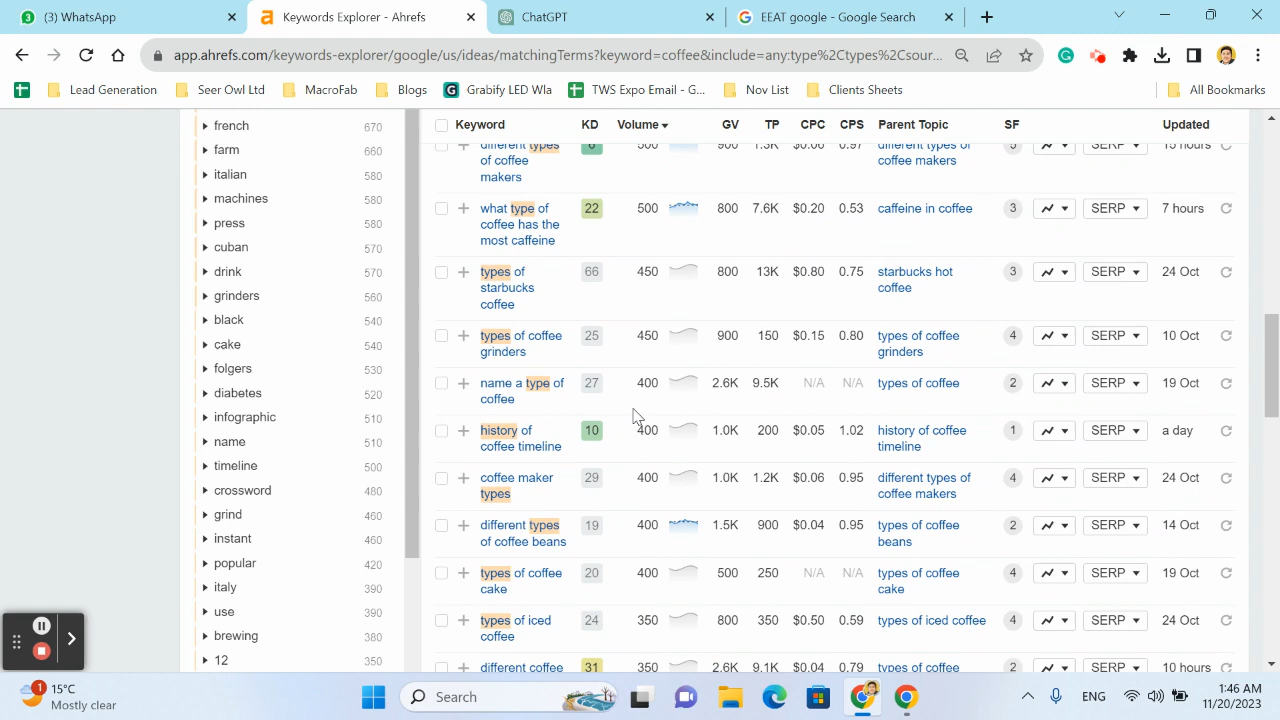 3 WhatsApp
Keywords Explorer - Ahrefs
ChatGPT
EEAT google - Google Search
app.ahrefs.com/keywords-explorer/google/us/ideas/matchingTerms?keyword=coffee&include=anytype%2Ctypes%2Csour...
Lead Generation
Seer Owl Ltd
MacroFab
Blogs
Grabify LED Wla
TWS Expo Email - G...
Nov List
Clients Sheets
All Bookmarks
french 670
farm 660
italian 580
machines 580
press 580
cuban 570
drink 570
grinders 560
black 540
cake 540
folgers 530
diabetes 520
infographic 510
name 510
timeline 500
crossword 480
grind 460
instant 460
popular 420
italy 390
use 390
brewing 380
12 350
Keyword KD Volume GV TP CPC CPS Parent Topic SF Updated
different types 6 500 900 1.3K $0.06 0.97 different types of 5 SERP 15 hours
of coffee coffee makers
makers
what type of 22 500 800 7.6K $0.20 0.53 caffeine in coffee 3 SERP 7 hours
coffee has the
most caffeine
types of 66 450 800 13K $0.80 0.75 starbucks hot 3 SERP 24 Oct
starbucks coffee
coffee
types of coffee 25 450 900 150 $0.15 0.80 types of coffee 4 SERP 10 Oct
grinders grinders
name a type of 27 400 2.6K 9.5K N/A N/A types of coffee 2 SERP 19 Oct
coffee
history of 10 400 1.0K 200 $0.05 1.02 history of coffee 1 SERP a day
coffee timeline timeline
coffee maker 29 400 1.0K 1.2K $0.06 0.95 different types of 4 SERP 24 Oct
types coffee makers
different types 19 400 1.5K 900 $0.04 0.95 types of coffee 2 SERP 14 Oct
of coffee beans beans
types of coffee 20 400 500 250 N/A N/A types of coffee 4 SERP 19 Oct
cake cake
types of iced 24 350 800 350 $0.50 0.59 types of iced coffee 4 SERP 24 Oct
coffee
different coffee 31 350 2.6K 9.1K $0.04 0.79 types of coffee 2 SERP 10 hours
1 15°C
Mostly clear
Search
ENG
1:46 AM
11/20/2023